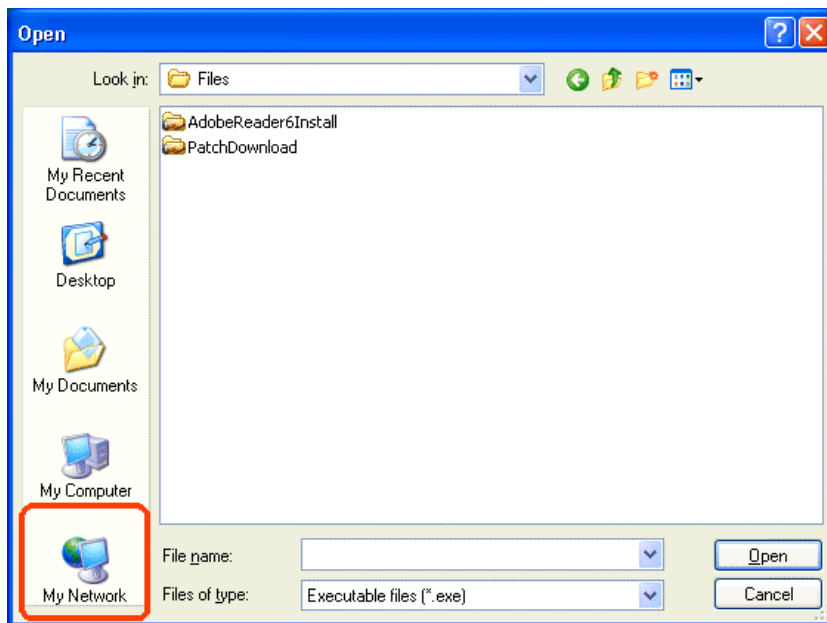 Open
Look in: Files
AdobeReader6Install
PatchDownload
My Recent
Documents
Desktop
My Documents
My Computer
My Network
File name:
Open
Files of type: Executable files (*.exe)
Cancel